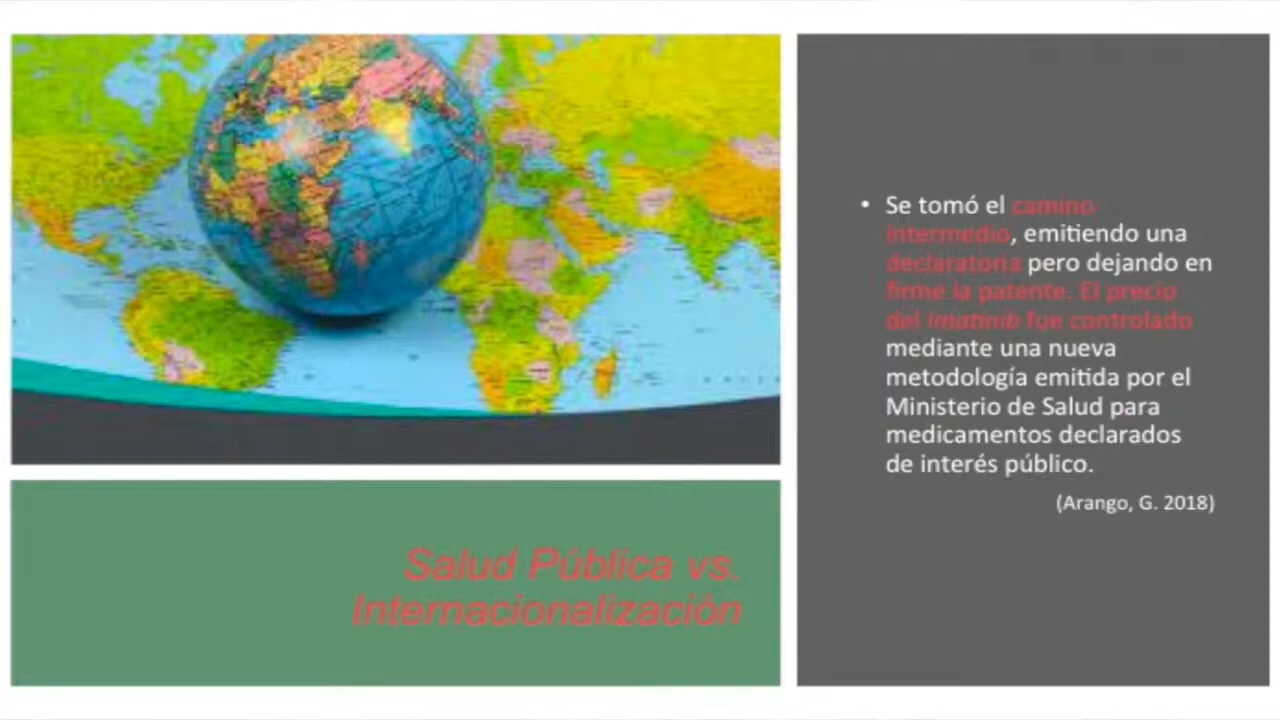 • Se tomó el camino
intermedio, emitiendo una
declaratoria pero dejando en
firme la patente. El precio
del Imatinib fue controlado
mediante una nueva
metodología emitida por el
Ministerio de Salud para
medicamentos declarados
de interés público.
(Arango, G. 2018)
Salud Pública vs.
Internacionalización